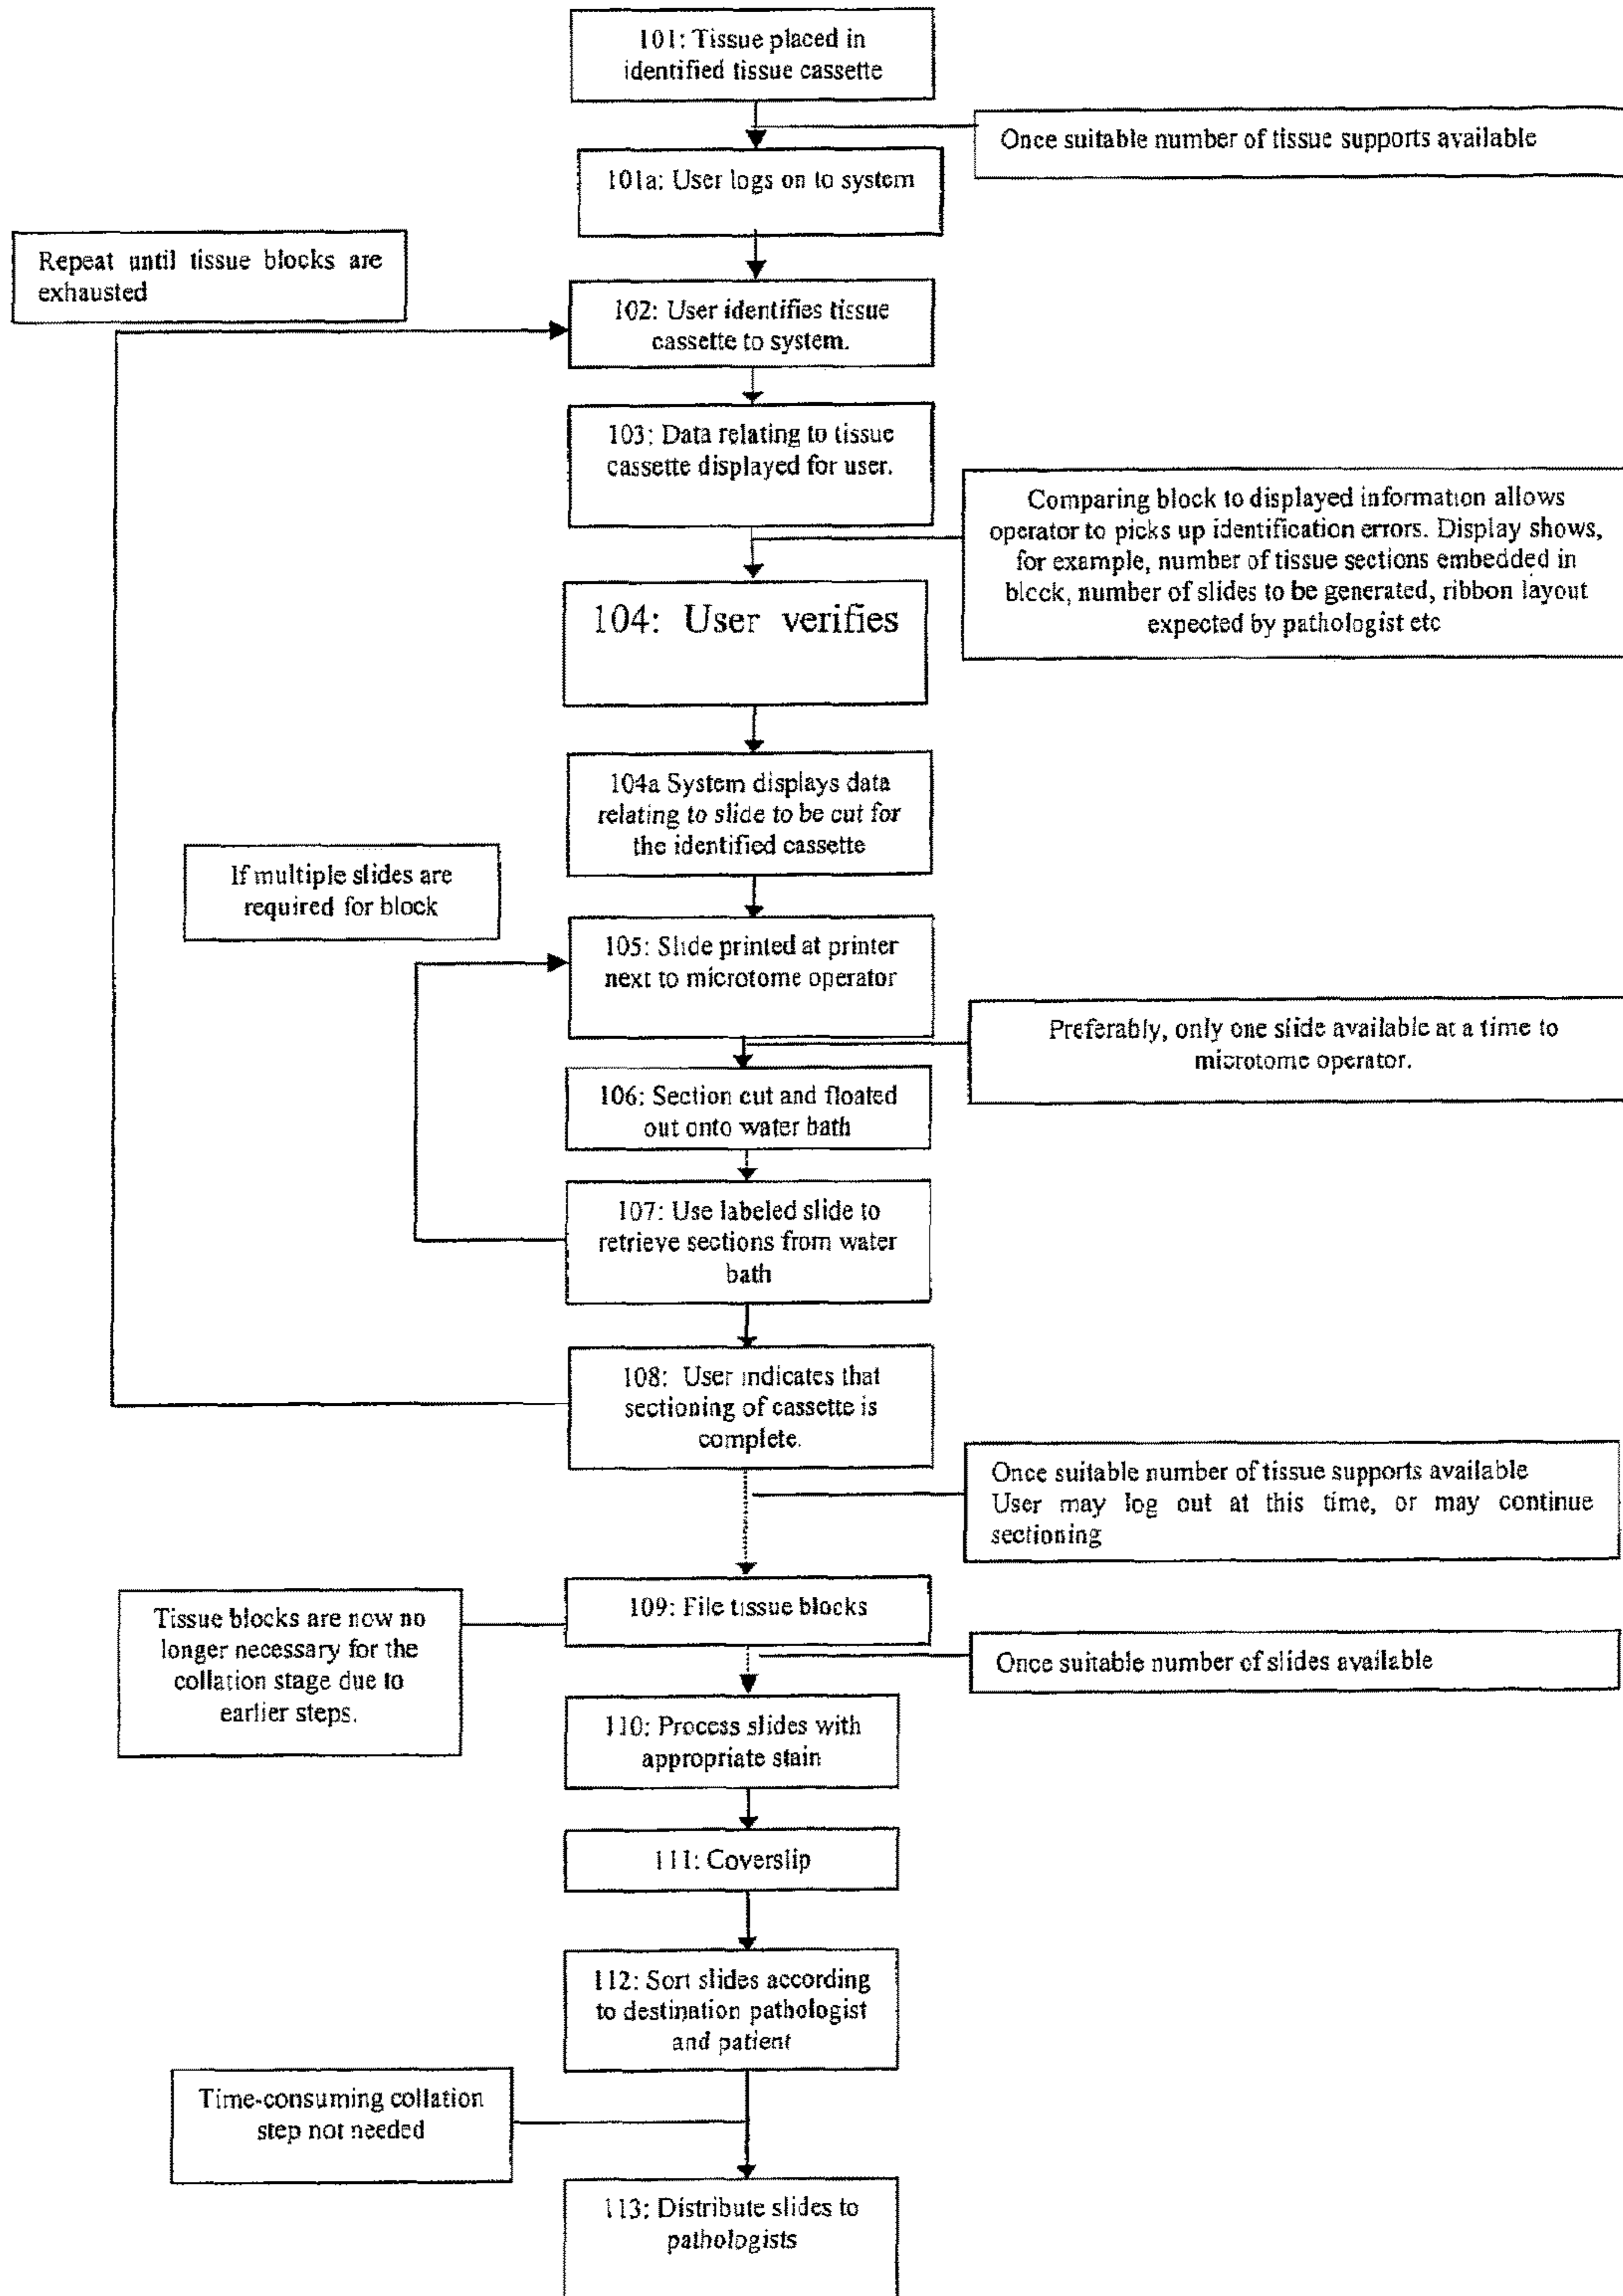 101: Tissue placed in
identified tissue cassette
Once suitable number of tissue supports available
101a: User logs on to system
Repeat until tissue blocks are
exhausted
102: User identifies tissue
cassette to system.
103: Data relating to tissue
cassette displayed for user.
Comparing block to displayed information allows
operator to picks up identification errors. Display shows,
for example, number of tissue sections embedded in
block, number of slides to be generated, ribbon layout
expected by pathologist etc
104: User verifies
104a System displays data
relating to slide to be cut for
the identified cassette
If multiple slides are
required for block
105: Slide printed at printer
next to microtome operator
Preferably, only one slide available at a time to
microtome operator.
106: Section cut and floated
out onto water bath
107: Use labeled slide to
retrieve sections from water
bath
108: User indicates that
sectioning of cassette is
complete.
Once suitable number of tissue supports available
User may log out at this time, or may continue
sectioning
109: File tissue blocks
Tissue blocks are now no
longer necessary for the
collation stage due to
earlier steps.
Once suitable number of slides available
110: Process slides with
appropriate stain
111: Coverslip
112: Sort slides according
to destination pathologist
and patient
Time-consuming collation
step not needed
113: Distribute slides to
pathologists